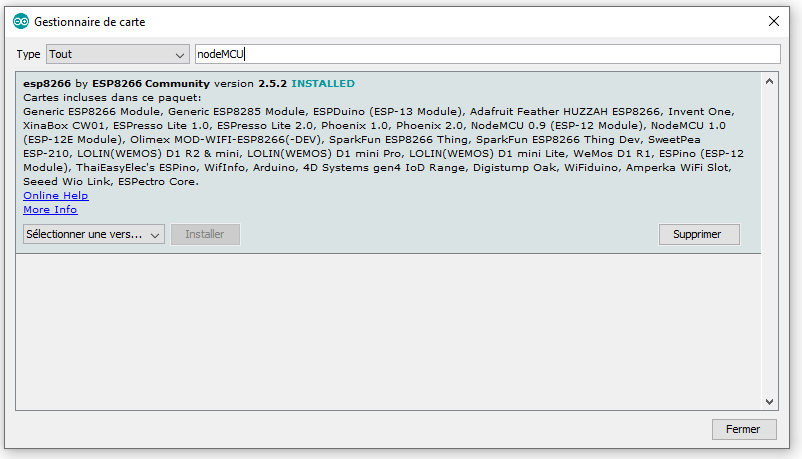 Gestionnaire de carte
Type Tout nodeMCU
esp8266 by ESP8266 Community version 2.5.2 INSTALLED
Cartes incluses dans ce paquet:
Generic ESP8266 Module, Generic ESP8285 Module, ESPDuino (ESP-13 Module), Adafruit Feather HUZZAH ESP8266, Invent One,
XinaBox CW01, ESPresso Lite 1.0, ESPresso Lite 2.0, Phoenix 1.0, Phoenix 2.0, NodeMCU 0.9 (ESP-12 Module), NodeMCU 1.0
(ESP-12E Module), Olimex MOD-WIFI-ESP8266(-DEV), SparkFun ESP8266 Thing, SparkFun ESP8266 Thing Dev, SweetPea
ESP-210, LOLIN(WEMOS) D1 R2 & mini, LOLIN(WEMOS) D1 mini Pro, LOLIN(WEMOS) D1 mini Lite, WeMos D1 R1, ESPino (ESP-12
Module), ThaiEasyElec's ESPino, WifInfo, Arduino, 4D Systems gen4 IoD Range, Digistump Oak, WiFiduino, Amperka WiFi Slot,
Seeed Wio Link, ESPectro Core.
Online Help
More Info
Sélectionner une vers... Installer Supprimer
Fermer